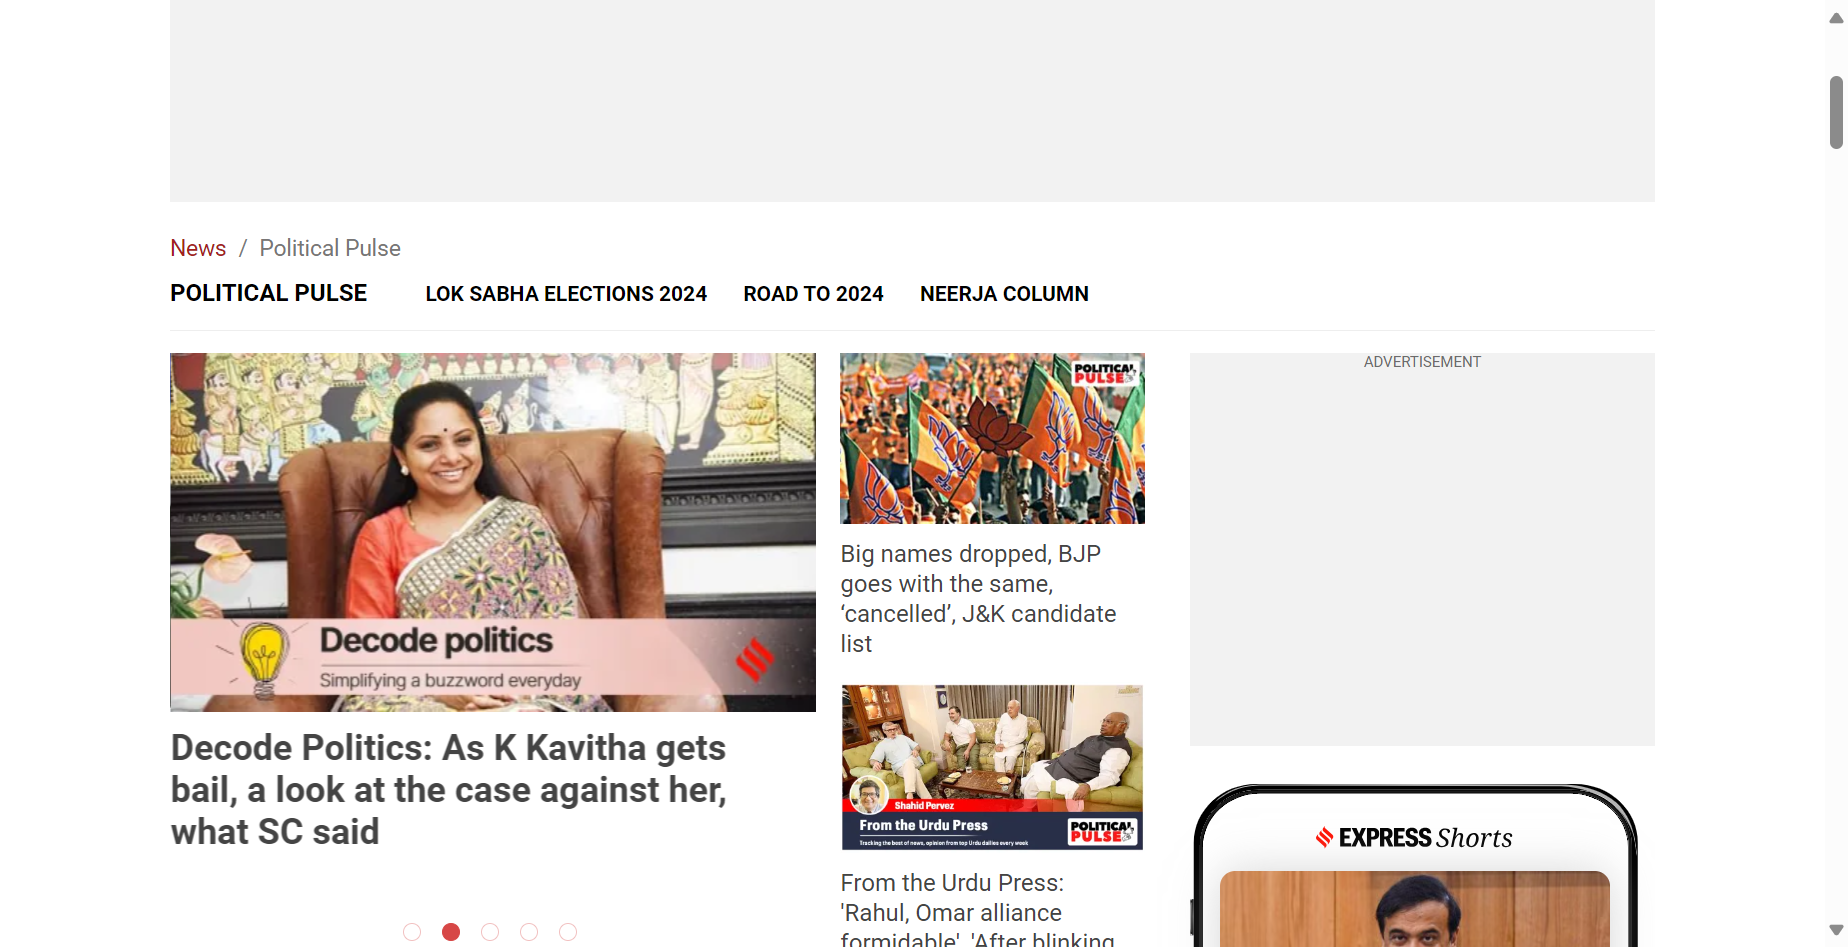 News / Political Pulse
POLITICAL PULSE LOK SABHA ELECTIONS 2024 ROAD TO 2024 NEERJA COLUMN
Decode politics
Simplifying a buzzword everyday
Decode Politics: As K Kavitha gets
bail, a look at the case against her,
what SC said
POLITICAL
PULSE
Big names dropped, BJP
goes with the same,
‘cancelled’, J&K candidate
list
Shahid Pervez
From the Urdu Press
Tracking the best of news, opinion from top Urdu dailies every week
POLITICAL
PULSE
From the Urdu Press:
'Rahul, Omar alliance
formidable', 'After blinking
ADVERTISEMENT
EXPRESS Shorts